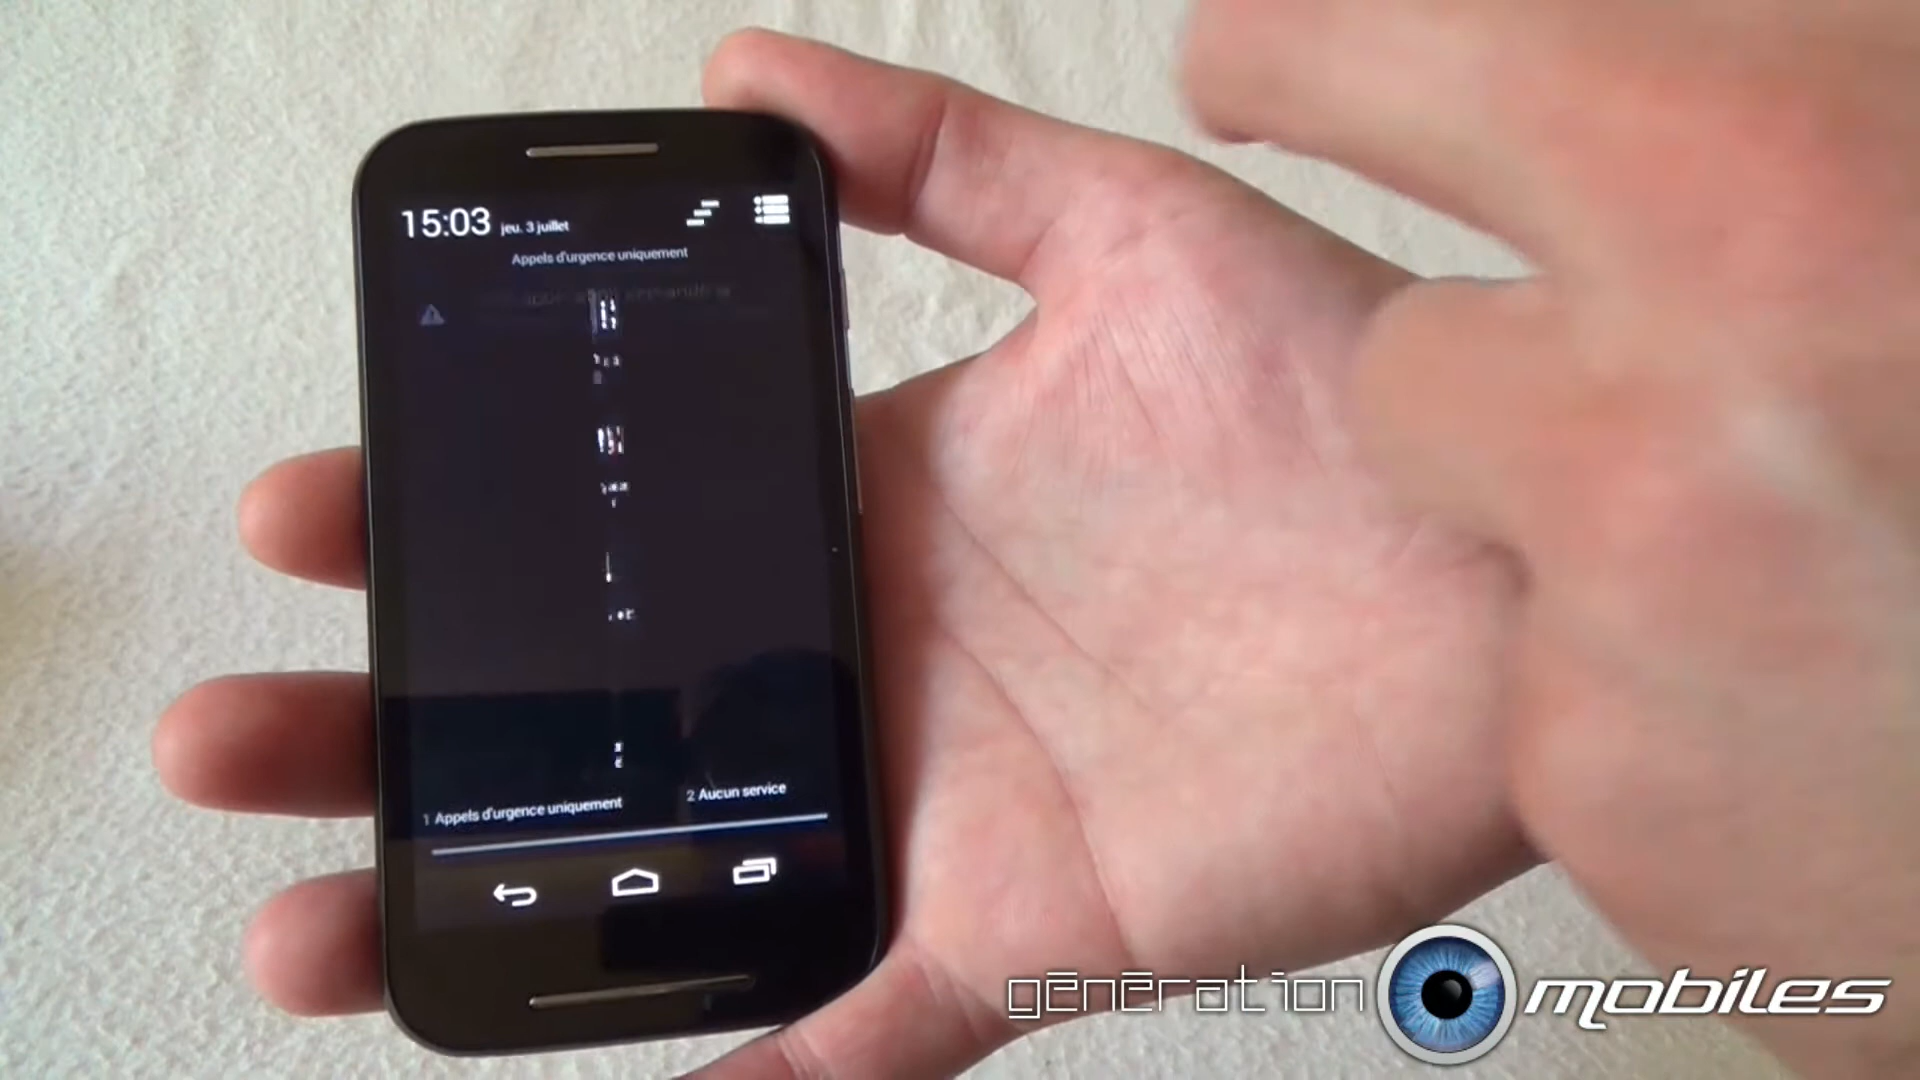 15:03 jeu. 3 juillet
Appels d'urgence uniquement
1 Appels d'urgence uniquement
2 Aucun service
génération mobiles